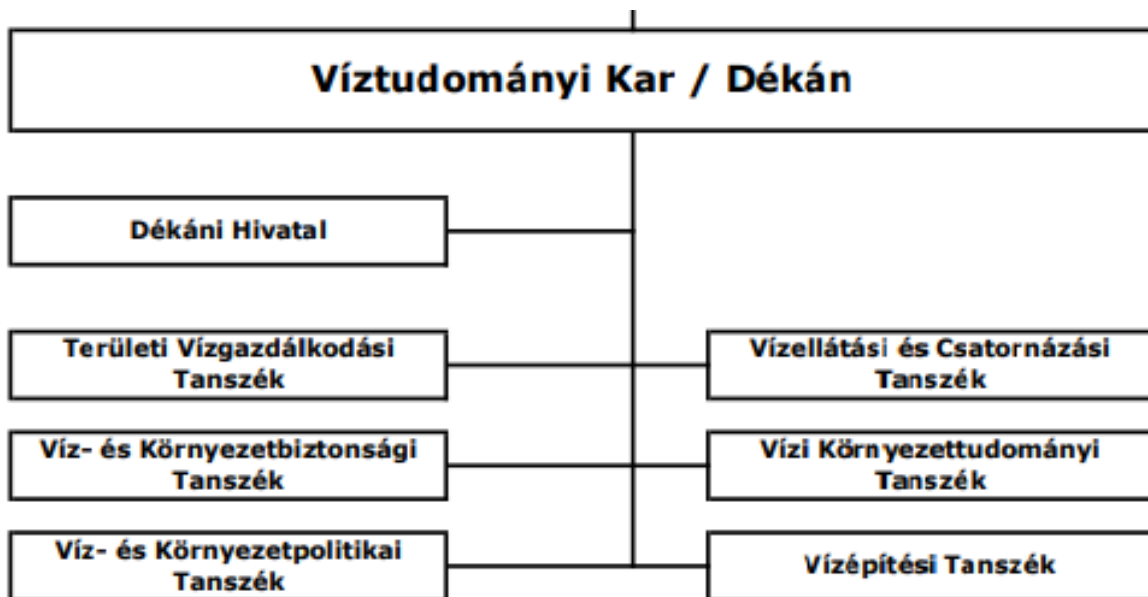 Víztudományi Kar / Dékán
Dékáni Hivatal
Területi Vízgazdálkodási
Tanszék
Vízellátási és Csatornázási
Tanszék
Víz- és Környezetbiztonsági
Tanszék
Vízi Környezettudományi
Tanszék
Víz- és Környezetpolitikai
Tanszék
Vízépítési Tanszék